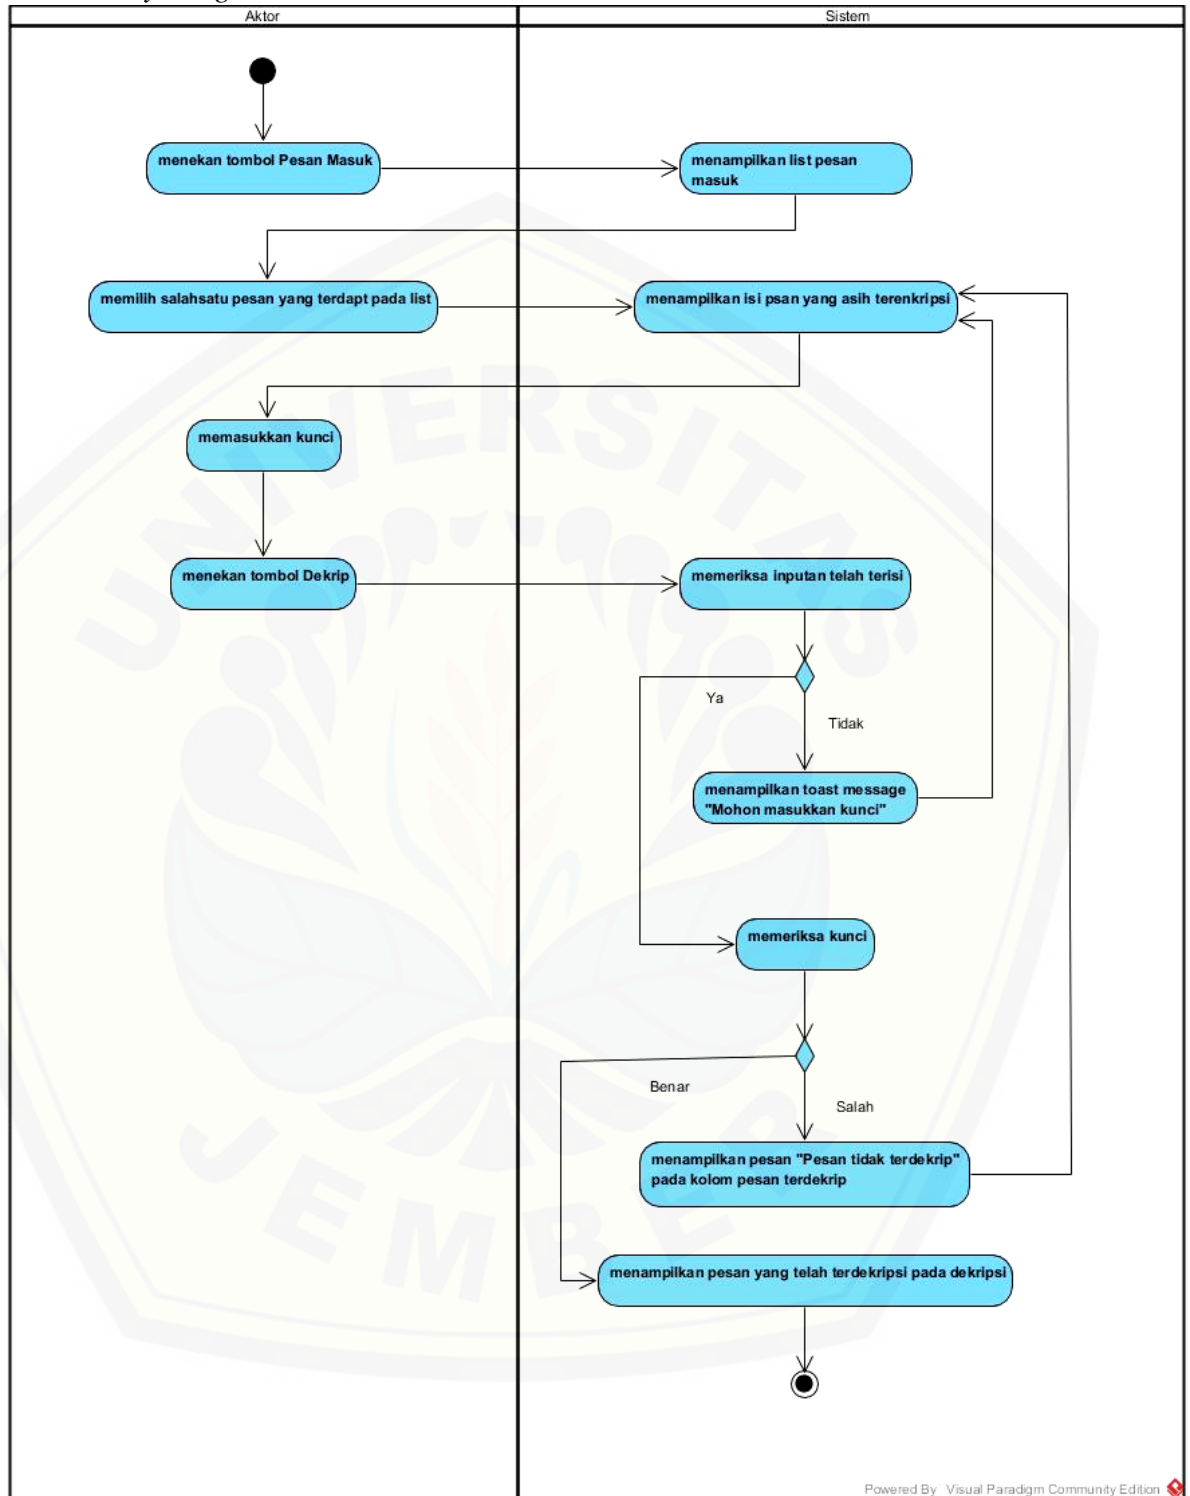 Aktor
Sistem
menekan tombol Pesan Masuk
menampilkan list pesan
masuk
memilih salahsatu pesan yang terdapt pada list
menampilkan isi psan yang asih terenkripsi
memasukkan kunci
menekan tombol Dekrip
memeriksa inputan telah terisi
Ya
Tidak
menampilkan toast message
"Mohon masukkan kunci"
memeriksa kunci
Benar
Salah
menampilkan pesan "Pesan tidak terdekrip"
pada kolom pesan terdekrip
menampilkan pesan yang telah terdekripsi pada dekripsi
UNIVERSITAS
JEMBER
Powered By Visual Paradigm Community Edition